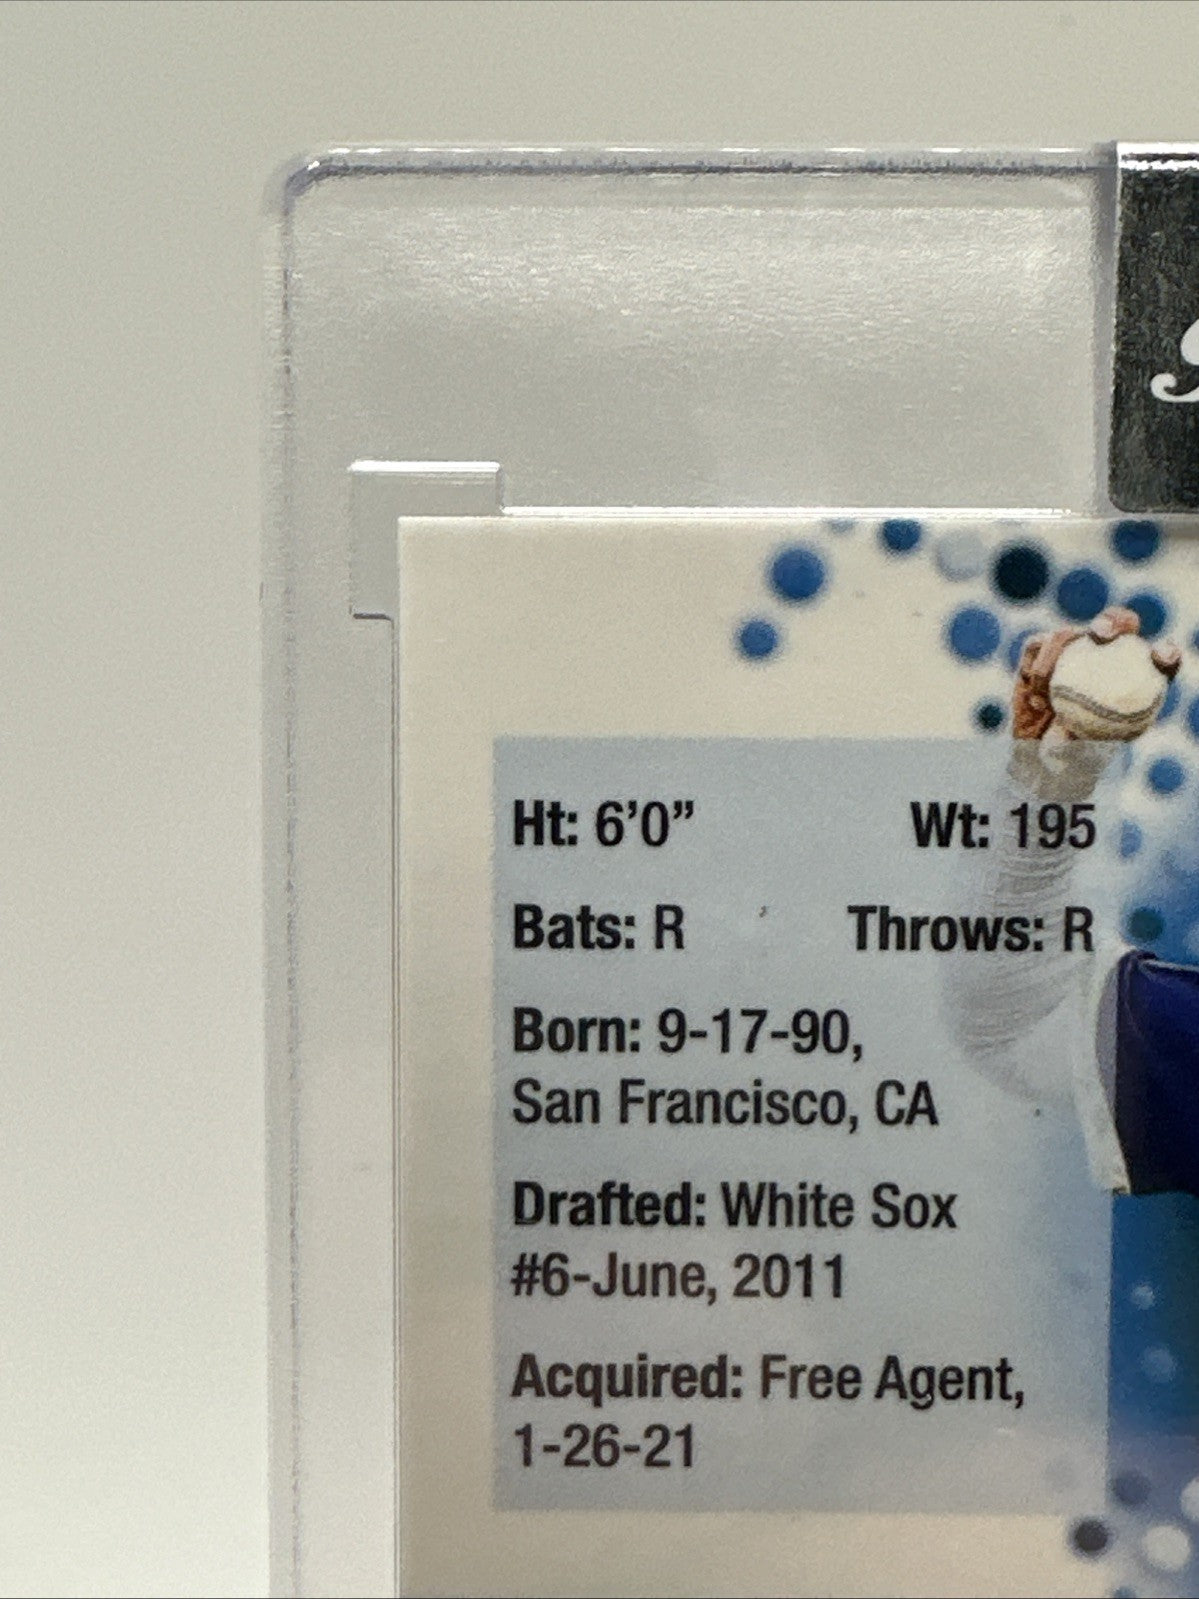 Ht: 6’0” Wt: 195
Bats: R Throws: R
Born: 9-17-90,
San Francisco, CA
Drafted: White Sox
#6-June, 2011
Acquired: Free Agent,
1-26-21